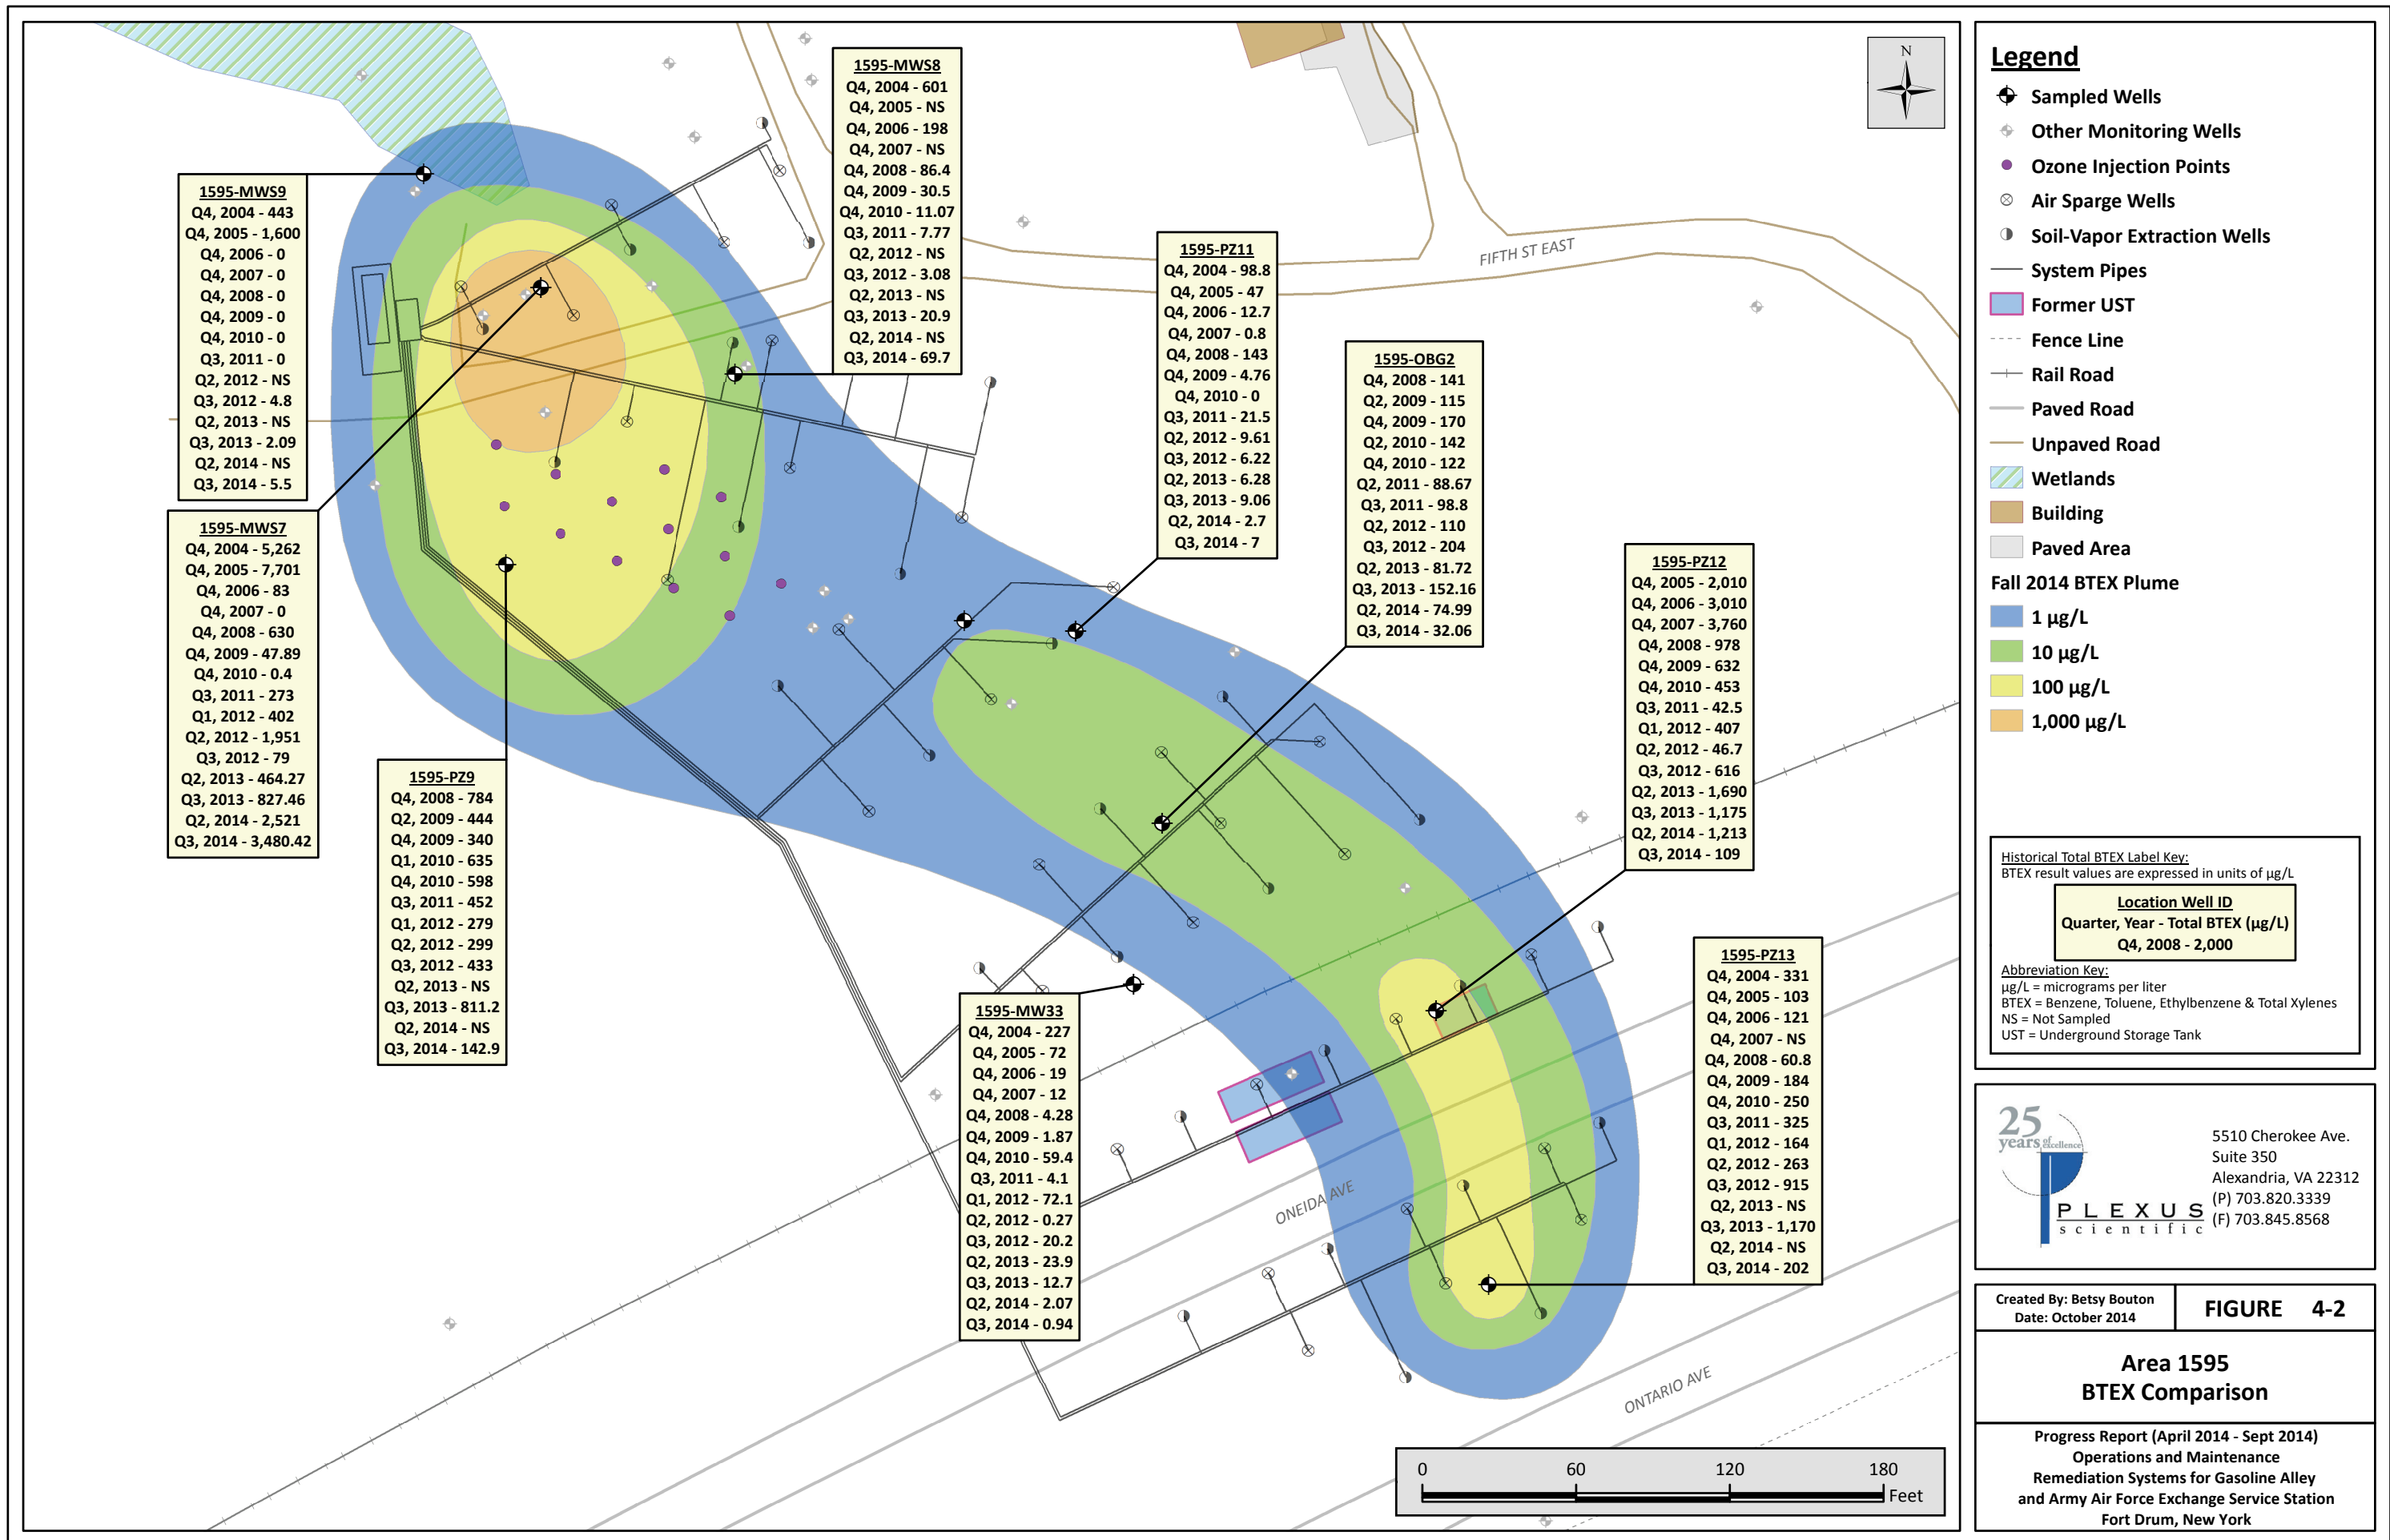 1595-MWS8
Q4, 2004 - 601
Q4, 2005 - NS
Q4, 2006 - 198
Q4, 2007 - NS
Q4, 2008 - 86.4
Q4, 2009 - 30.5
Q4, 2010 - 11.07
Q3, 2011 - 7.77
Q2, 2012 - NS
Q3, 2012 - 3.08
Q2, 2013 - NS
Q3, 2013 - 20.9
Q2, 2014 - NS
Q3, 2014 - 69.7
1595-MWS9
Q4, 2004 - 443
Q4, 2005 - 1,600
Q4, 2006 - 0
Q4, 2007 - 0
Q4, 2008 - 0
Q4, 2009 - 0
Q4, 2010 - 0
Q3, 2011 - 0
Q2, 2012 - NS
Q3, 2012 - 4.8
Q2, 2013 - NS
Q3, 2013 - 2.09
Q2, 2014 - NS
Q3, 2014 - 5.5
1595-MWS7
Q4, 2004 - 5,262
Q4, 2005 - 7,701
Q4, 2006 - 83
Q4, 2007 - 0
Q4, 2008 - 630
Q4, 2009 - 47.89
Q4, 2010 - 0.4
Q3, 2011 - 273
Q1, 2012 - 402
Q2, 2012 - 1,951
Q3, 2012 - 79
Q2, 2013 - 464.27
Q3, 2013 - 827.46
Q2, 2014 - 2,521
Q3, 2014 - 3,480.42
1595-PZ9
Q4, 2008 - 784
Q2, 2009 - 444
Q4, 2009 - 340
Q1, 2010 - 635
Q4, 2010 - 598
Q3, 2011 - 452
Q1, 2012 - 279
Q2, 2012 - 299
Q3, 2012 - 433
Q2, 2013 - NS
Q3, 2013 - 811.2
Q2, 2014 - NS
Q3, 2014 - 142.9
1595-PZ11
Q4, 2004 - 98.8
Q4, 2005 - 47
Q4, 2006 - 12.7
Q4, 2007 - 0.8
Q4, 2008 - 143
Q4, 2009 - 4.76
Q4, 2010 - 0
Q3, 2011 - 21.5
Q2, 2012 - 9.61
Q3, 2012 - 6.22
Q2, 2013 - 6.28
Q3, 2013 - 9.06
Q2, 2014 - 2.7
Q3, 2014 - 7
1595-OBG2
Q4, 2008 - 141
Q2, 2009 - 115
Q4, 2009 - 170
Q2, 2010 - 142
Q4, 2010 - 122
Q2, 2011 - 88.67
Q3, 2011 - 98.8
Q2, 2012 - 110
Q3, 2012 - 204
Q2, 2013 - 81.72
Q3, 2013 - 152.16
Q2, 2014 - 74.99
Q3, 2014 - 32.06
1595-PZ12
Q4, 2005 - 2,010
Q4, 2006 - 3,010
Q4, 2007 - 3,760
Q4, 2008 - 978
Q4, 2009 - 632
Q4, 2010 - 453
Q3, 2011 - 42.5
Q1, 2012 - 407
Q2, 2012 - 46.7
Q3, 2012 - 616
Q2, 2013 - 1,690
Q3, 2013 - 1,175
Q2, 2014 - 1,213
Q3, 2014 - 109
1595-PZ13
Q4, 2004 - 331
Q4, 2005 - 103
Q4, 2006 - 121
Q4, 2007 - NS
Q4, 2008 - 60.8
Q4, 2009 - 184
Q4, 2010 - 250
Q3, 2011 - 325
Q1, 2012 - 164
Q2, 2012 - 263
Q3, 2012 - 915
Q2, 2013 - NS
Q3, 2013 - 1,170
Q2, 2014 - NS
Q3, 2014 - 202
1595-MW33
Q4, 2004 - 227
Q4, 2005 - 72
Q4, 2006 - 19
Q4, 2007 - 12
Q4, 2008 - 4.28
Q4, 2009 - 1.87
Q4, 2010 - 59.4
Q3, 2011 - 4.1
Q1, 2012 - 72.1
Q2, 2012 - 0.27
Q3, 2012 - 20.2
Q2, 2013 - 23.9
Q3, 2013 - 12.7
Q2, 2014 - 2.07
Q3, 2014 - 0.94
FIFTH ST EAST
ONEIDA AVE
ONTARIO AVE
N
0 60 120 180
Feet
Legend
Sampled Wells
Other Monitoring Wells
Ozone Injection Points
Air Sparge Wells
Soil-Vapor Extraction Wells
System Pipes
Former UST
Fence Line
Rail Road
Paved Road
Unpaved Road
Wetlands
Building
Paved Area
Fall 2014 BTEX Plume
1 µg/L
10 µg/L
100 µg/L
1,000 µg/L
Historical Total BTEX Label Key:
BTEX result values are expressed in units of µg/L
Location Well ID
Quarter, Year - Total BTEX (µg/L)
Q4, 2008 - 2,000
Abbreviation Key:
µg/L = micrograms per liter
BTEX = Benzene, Toluene, Ethylbenzene & Total Xylenes
NS = Not Sampled
UST = Underground Storage Tank
25
years of excellence
PLEXUS
scientific
5510 Cherokee Ave.
Suite 350
Alexandria, VA 22312
(P) 703.820.3339
(F) 703.845.8568
Created By: Betsy Bouton
Date: October 2014
FIGURE 4-2
Area 1595
BTEX Comparison
Progress Report (April 2014 - Sept 2014)
Operations and Maintenance
Remediation Systems for Gasoline Alley
and Army Air Force Exchange Service Station
Fort Drum, New York